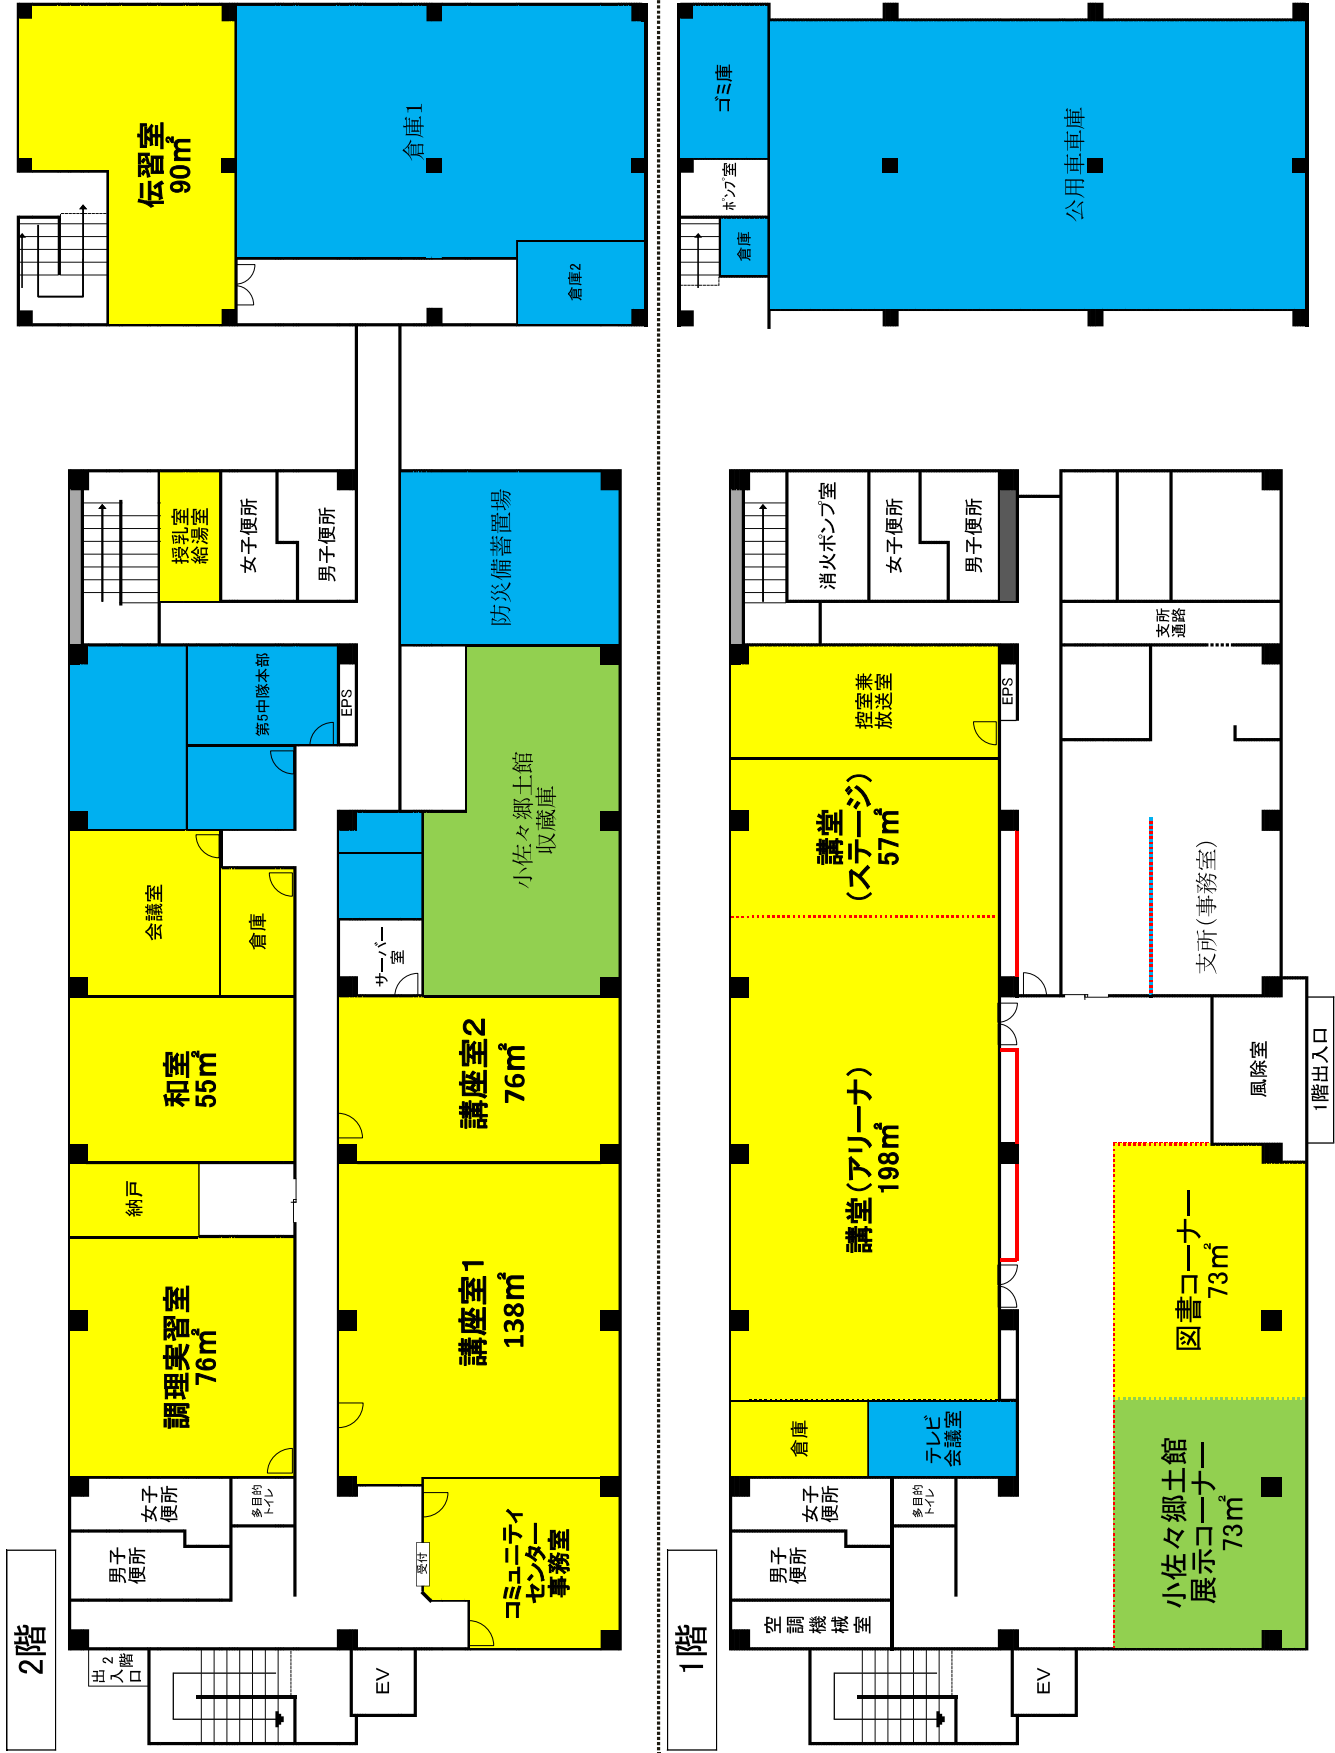 2階
出入口
2階
EV
男子
便所
女子
便所
多目的
トイレ
コミュニティ
センター
事務室
受付
調理実習室
76㎡
納戸
和室
55㎡
会議室
倉庫
第5中隊本部
EPS
授乳室
給湯室
女子便所
男子便所
講座室1
138㎡
講座室2
76㎡
サーバー
室
小佐々郷土館
収蔵庫
防災備蓄置場
伝習室
90㎡
倉庫1
倉庫2
1階
EV
空調機械室
男子
便所
女子
便所
多目的
トイレ
倉庫
テレビ
会議室
講堂(アリーナ)
198㎡
講堂
(ステージ)
57㎡
控室兼
放送室
EPS
消火ポンプ室
女子便所
男子便所
小佐々郷土館
展示コーナー
73㎡
図書コーナー
73㎡
風除室
1階出入口
支所(事務室)
支所
通路
ゴミ庫
ポンプ室
倉庫
公用車車庫